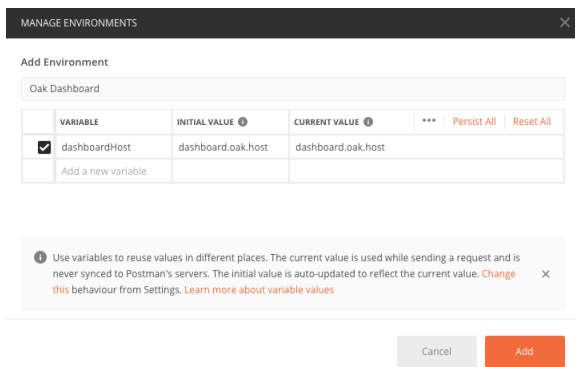 MANAGE ENVIRONMENTS
Add Environment
Oak Dashboard
VARIABLE INITIAL VALUE CURRENT VALUE ••• Persist All Reset All
dashboardHost dashboard.oak.host dashboard.oak.host
Add a new variable
Use variables to reuse values in different places. The current value is used while sending a request and is
never synced to Postman's servers. The initial value is auto-updated to reflect the current value. Change
this behaviour from Settings. Learn more about variable values
Cancel Add